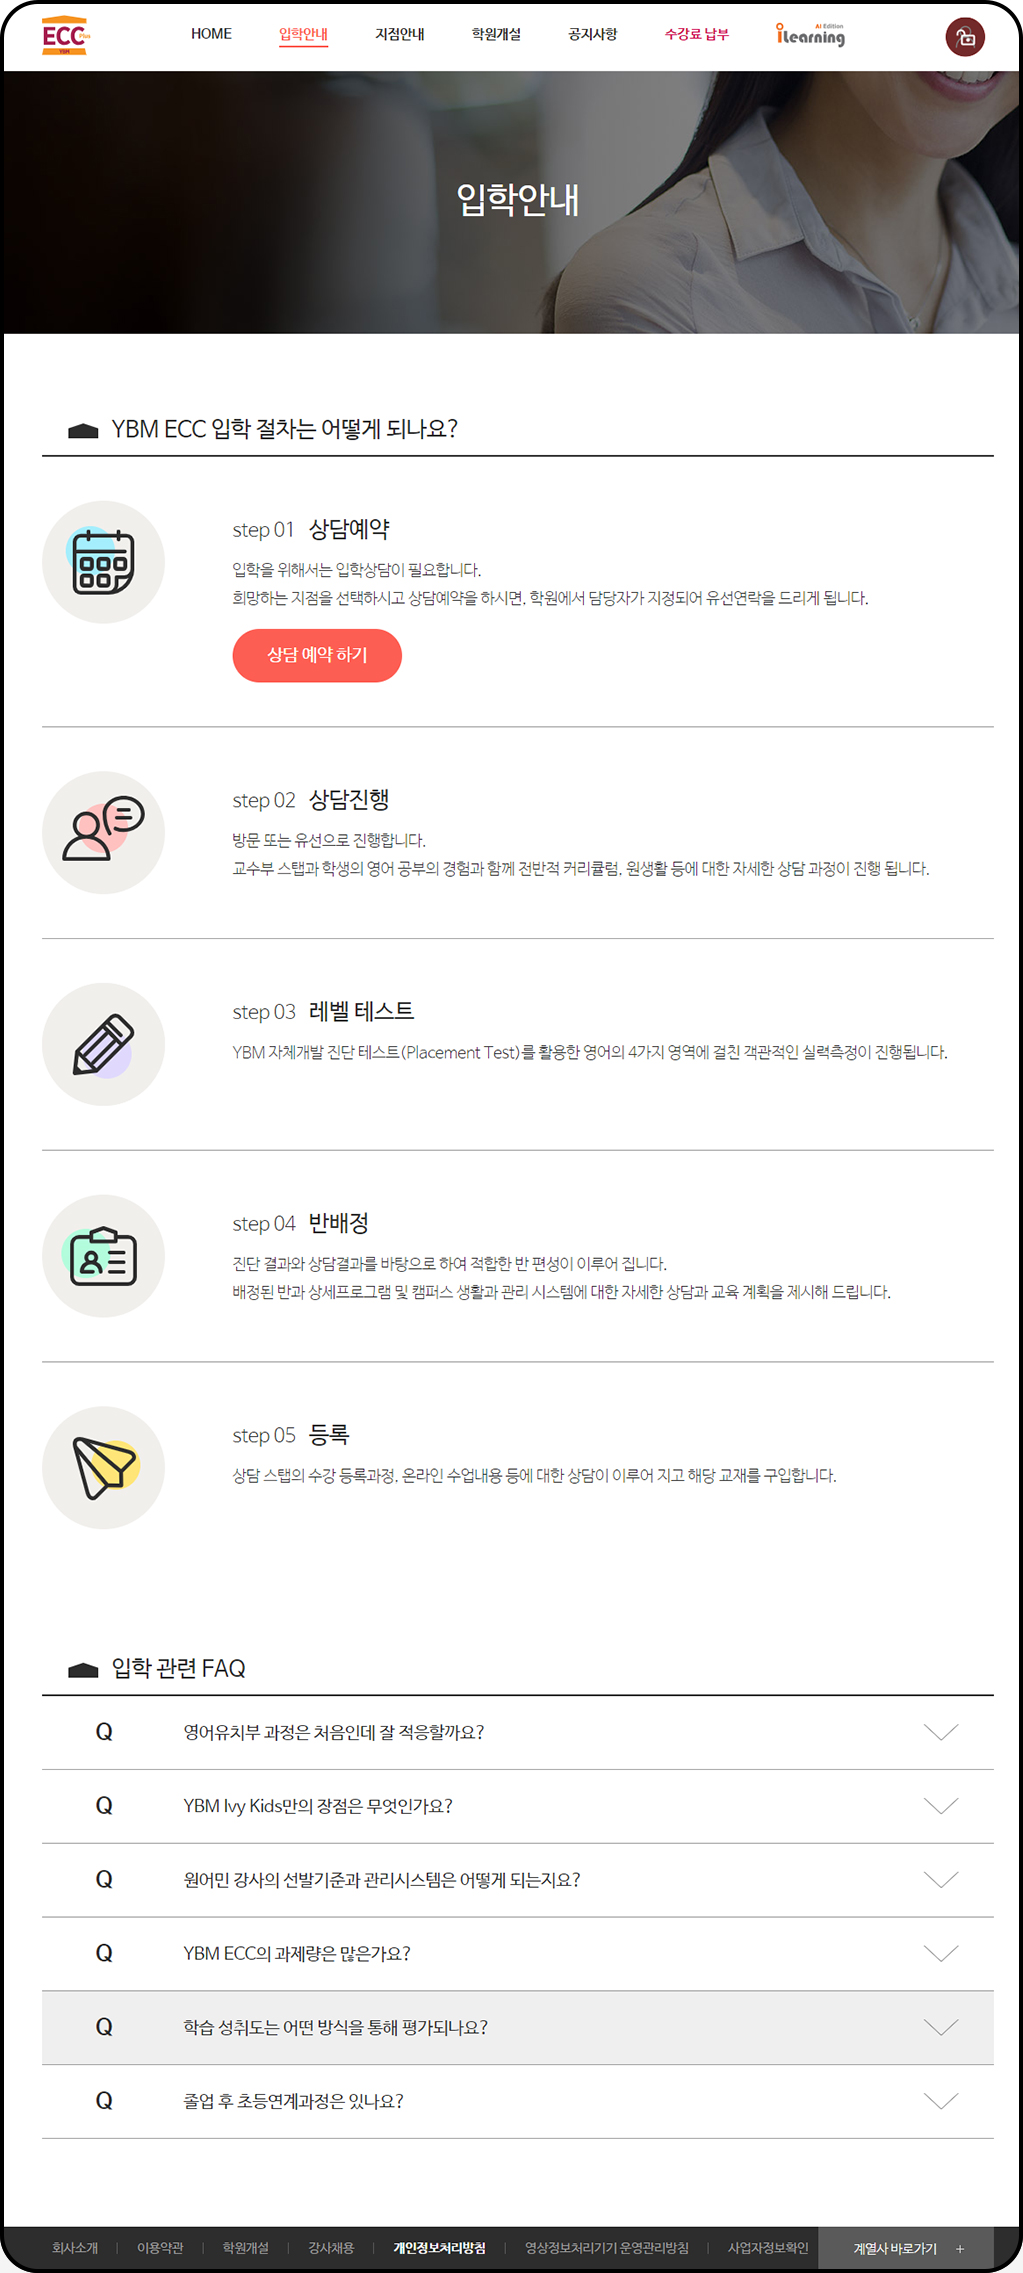 ECC Plus
YBM
HOME
입학안내
지점안내
학원개설
공지사항
수강료 납부
AI Edition
iLearning
입학안내
YBM ECC 입학 절차는 어떻게 되나요?
step 01 상담예약
입학을 위해서는 입학상담이 필요합니다.
희망하는 지점을 선택하시고 상담예약을 하시면, 학원에서 담당자가 지정되어 유선연락을 드리게 됩니다.
상담 예약 하기
step 02 상담진행
방문 또는 유선으로 진행합니다.
교수부 스탭과 학생의 영어 공부의 경험과 함께 전반적 커리큘럼, 원생활 등에 대한 자세한 상담 과정이 진행 됩니다.
step 03 레벨 테스트
YBM 자체개발 진단 테스트(Placement Test)를 활용한 영어의 4가지 영역에 걸친 객관적인 실력측정이 진행됩니다.
step 04 반배정
진단 결과와 상담결과를 바탕으로 하여 적합한 반 편성이 이루어 집니다.
배정된 반과 상세프로그램 및 캠퍼스 생활과 관리 시스템에 대한 자세한 상담과 교육 계획을 제시해 드립니다.
step 05 등록
상담 스탭의 수강 등록과정, 온라인 수업내용 등에 대한 상담이 이루어 지고 해당 교재를 구입합니다.
입학 관련 FAQ
Q 영어유치부 과정은 처음인데 잘 적응할까요?
Q YBM Ivy Kids만의 장점은 무엇인가요?
Q 원어민 강사의 선발기준과 관리시스템은 어떻게 되는지요?
Q YBM ECC의 과제량은 많은가요?
Q 학습 성취도는 어떤 방식을 통해 평가되나요?
Q 졸업 후 초등연계과정은 있나요?
회사소개 | 이용약관 | 학원개설 | 강사채용 | 개인정보처리방침 | 영상정보처리기기 운영관리방침 | 사업자정보확인
계열사 바로가기 +